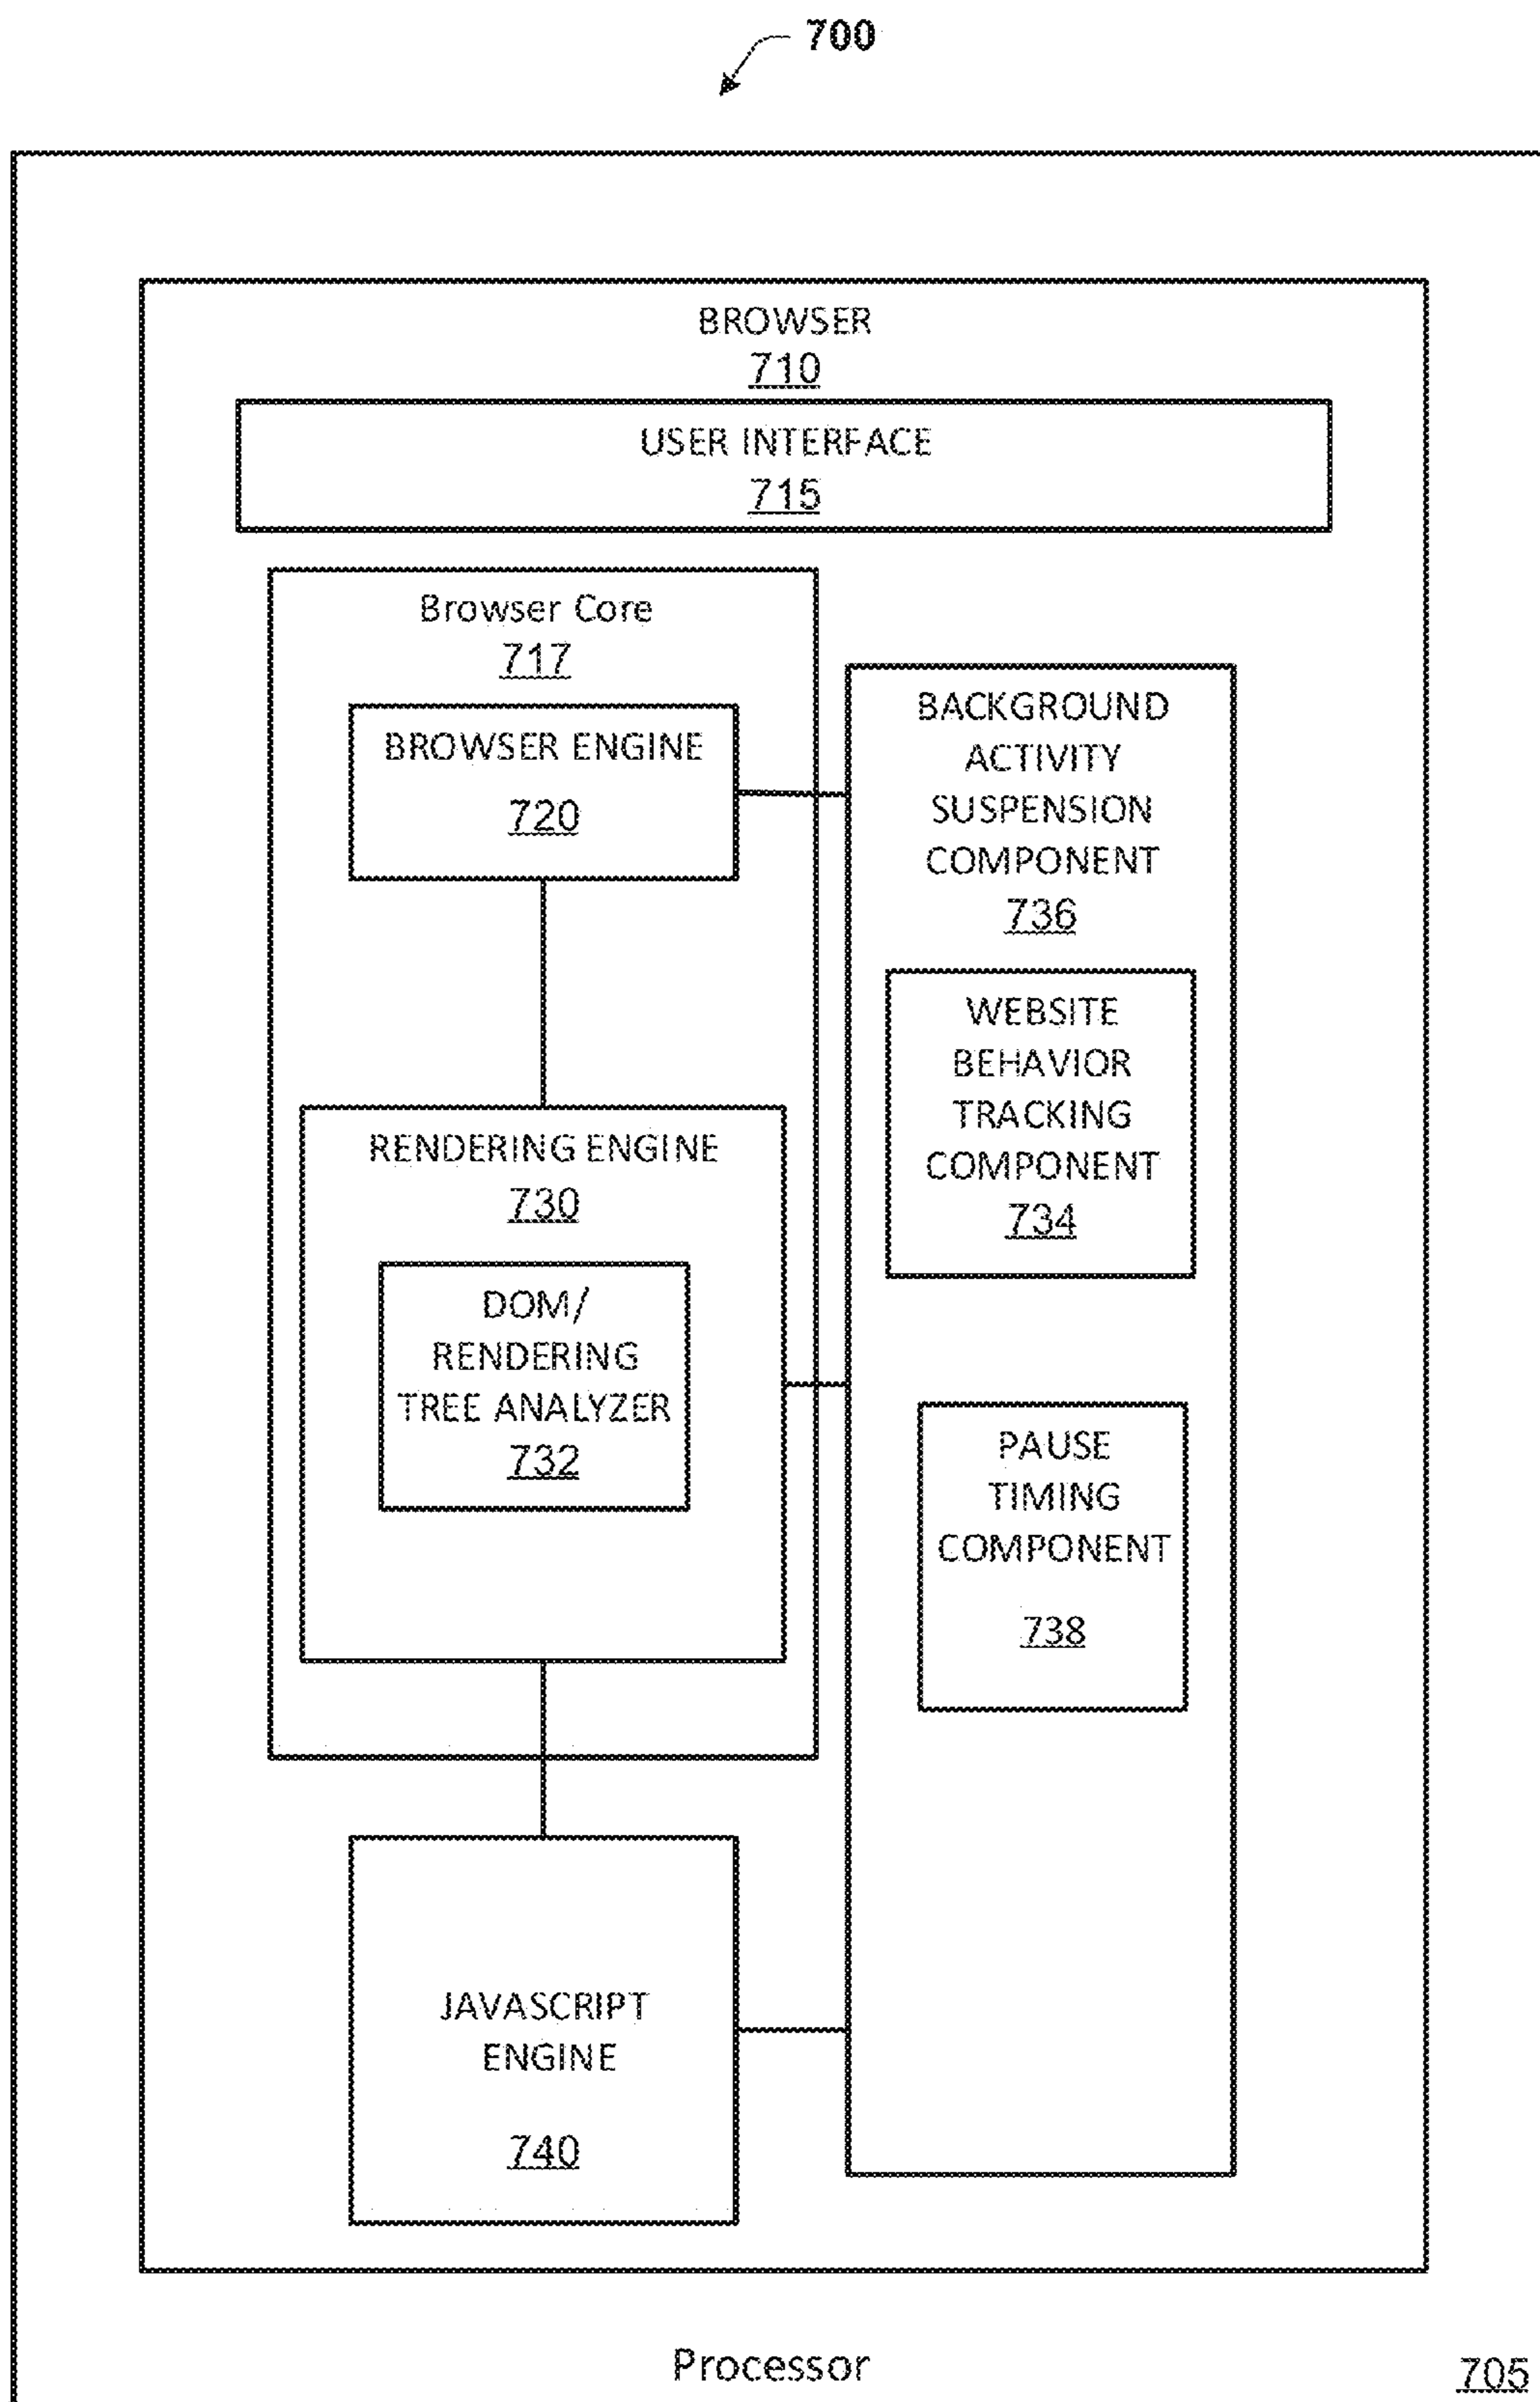 700
BROWSER
710
USER INTERFACE
715
Browser Core
717
BROWSER ENGINE
720
RENDERING ENGINE
730
DOM/
RENDERING
TREE ANALYZER
732
BACKGROUND
ACTIVITY
SUSPENSION
COMPONENT
736
WEBSITE
BEHAVIOR
TRACKING
COMPONENT
734
PAUSE
TIMING
COMPONENT
738
JAVASCRIPT
ENGINE
740
Processor
705